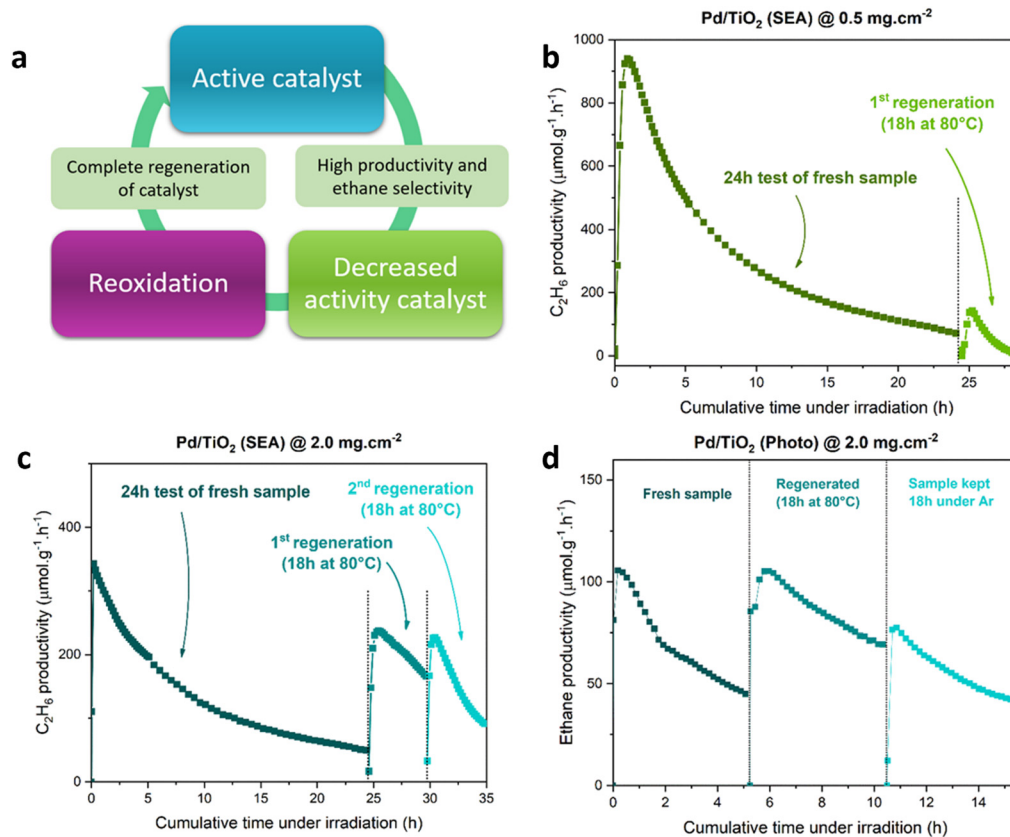 a
Active catalyst
Complete regeneration
of catalyst
High productivity and
ethane selectivity
Reoxidation
Decreased
activity catalyst
b
Pd/TiO₂ (SEA) @ 0.5 mg.cm⁻²
C₂H₆ productivity (µmol.g⁻¹.h⁻¹)
1000
800
600
400
200
0
1ˢᵗ regeneration
(18h at 80°C)
24h test of fresh sample
0 5 10 15 20 25
Cumulative time under irradiation (h)
c
Pd/TiO₂ (SEA) @ 2.0 mg.cm⁻²
C₂H₆ productivity (µmol.g⁻¹.h⁻¹)
400
200
0
24h test of fresh sample
2ⁿᵈ regeneration
(18h at 80°C)
1ˢᵗ regeneration
(18h at 80°C)
0 5 10 15 20 25 30 35
Cumulative time under irradiation (h)
d
Pd/TiO₂ (Photo) @ 2.0 mg.cm⁻²
Ethane productivity (µmol.g⁻¹.h⁻¹)
150
100
50
0
Fresh sample
Regenerated
(18h at 80°C)
Sample kept
18h under Ar
0 2 4 6 8 10 12 14
Cumulative time under irradition (h)